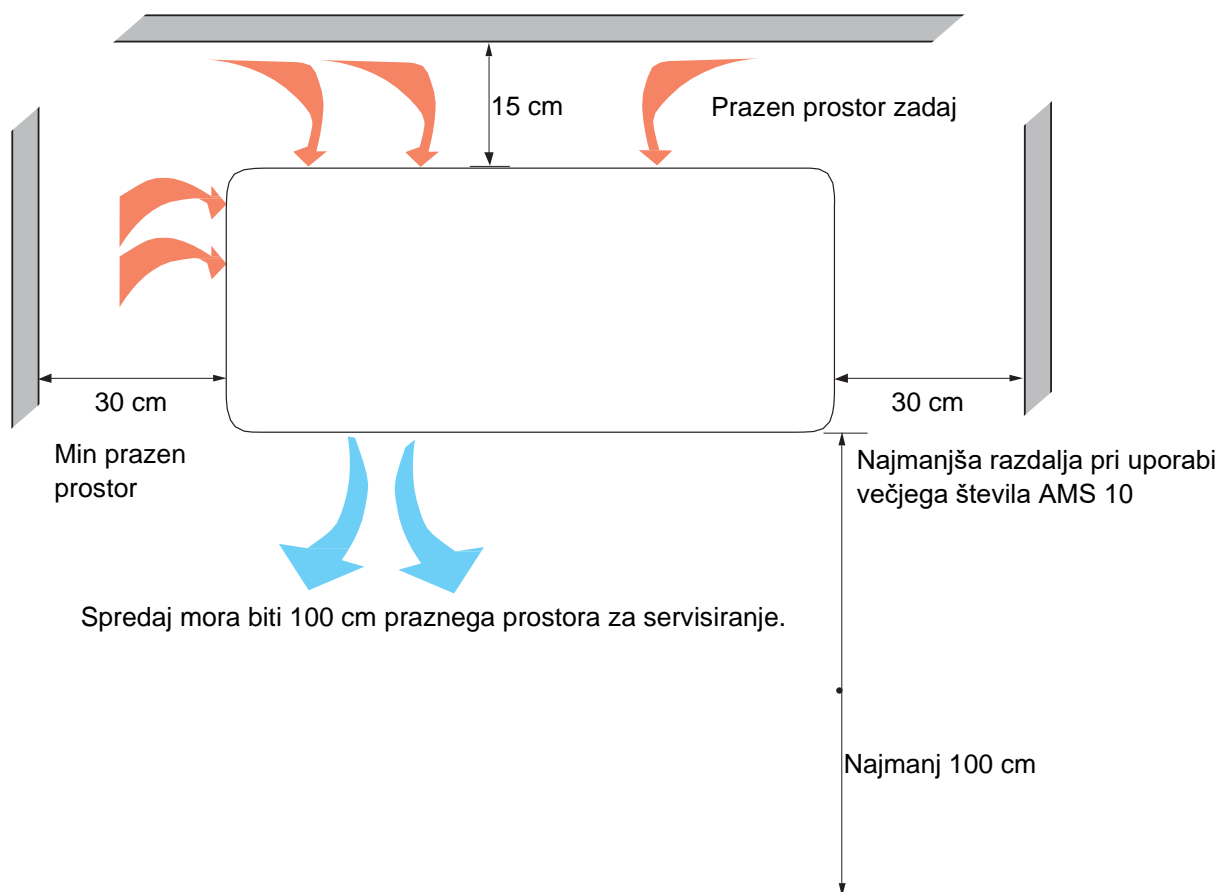 15 cm
Prazen prostor zadaj
30 cm
30 cm
Min prazen
prostor
Najmanjša razdalja pri uporabi
večjega števila AMS 10
Spredaj mora biti 100 cm praznega prostora za servisiranje.
Najmanj 100 cm